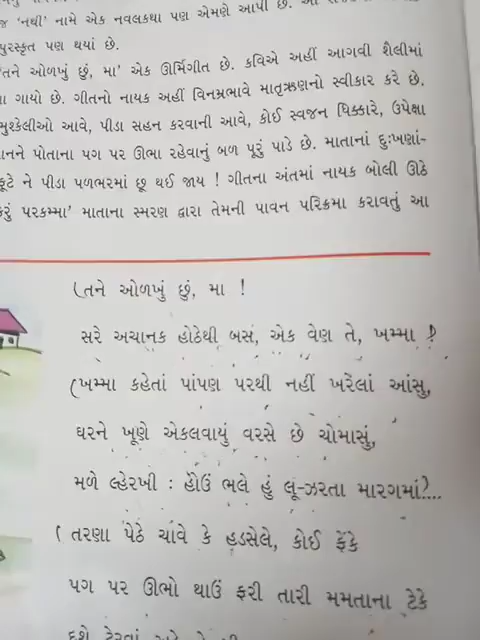 જ ‘નથી’ નામે એક નવલકથા પણ એમણે આપી છે.
પુરસ્કૃત પણ થયાં છે.
‘તને ઓળખું છું, મા’ એક ઊર્મિગીત છે. કવિએ અહીં આગવી શૈલીમાં
ગાયો છે. ગીતનો નાયક અહીં વિનમ્રભાવે માતૃઋણનો સ્વીકાર કરે છે.
મુશ્કેલીઓ આવે, પીડા સહન કરવાની આવે, કોઈ સ્વજન ધિક્કારે, ઉપેક્ષા
પોતાના પગ પર ઊભા રહેવાનું બળ પૂરું પાડે છે. માતાનાં દુઃખણાં-
ફૂટે ને પીડા પળભરમાં છૂ થઈ જાય ! ગીતના અંતમાં નાયક બોલી ઊઠે
પરકમ્મા’ માતાના સ્મરણ દ્વારા તેમની પાવન પરિક્રમા કરાવતું આ
તને ઓળખું છું, મા !
સરે અચાનક હોઠેથી બસ, એક વેણ તે, ખમ્મા !
ખમ્મા કહેતાં પાંપણ પરથી નહીં ખરેલાં આંસુ,
ઘરને ખૂણે એકલવાયું વરસે છે ચોમાસું,
મળે લ્હેરખી : હોઉં ભલે હું લૂ-ઝરતા મારગમાં?...
તરણા પેઠે ચાવે કે હડસેલે, કોઈ ફેંકે
પગ પર ઊભો થાઉં ફરી તારી મમતાના ટેકે